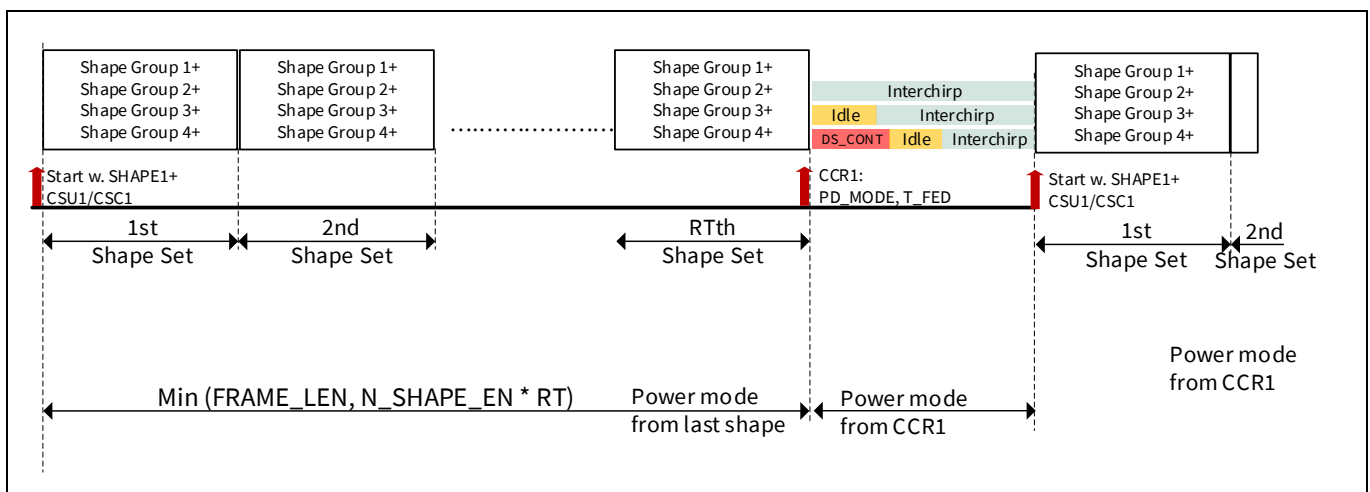 Shape Group 1+
Shape Group 2+
Shape Group 3+
Shape Group 4+
Shape Group 1+
Shape Group 2+
Shape Group 3+
Shape Group 4+
Shape Group 1+
Shape Group 2+
Shape Group 3+
Shape Group 4+
Interchirp
Idle Interchirp
DS_CONT Idle Interchirp
Shape Group 1+
Shape Group 2+
Shape Group 3+
Shape Group 4+
Start w. SHAPE1+
CSU1/CSC1
CCR1:
PD_MODE, T_FED
Start w. SHAPE1+
CSU1/CSC1
1st
Shape Set
2nd
Shape Set
RTth
Shape Set
1st
Shape Set
2nd
Shape Set
Min (FRAME_LEN, N_SHAPE_EN * RT)
Power mode
from last shape
Power mode
from CCR1
Power mode
from CCR1